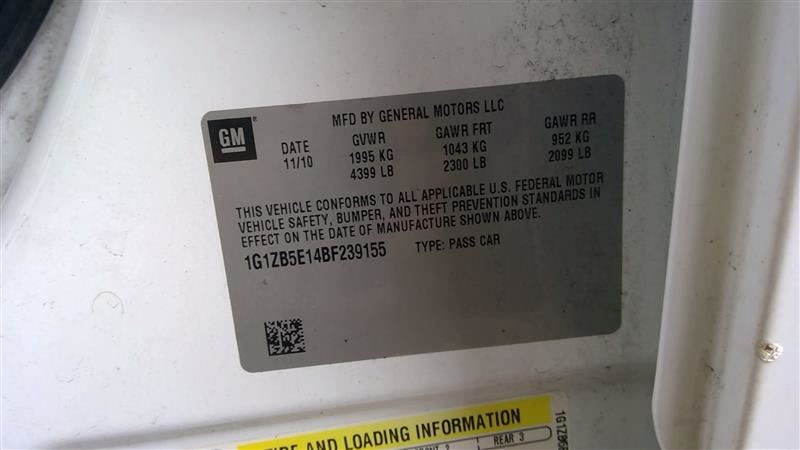 GM ®
MFD BY GENERAL MOTORS LLC
DATE GVWR GAWR FRT GAWR RR
11/10 1995 KG 1043 KG 952 KG
4399 LB 2300 LB 2099 LB
THIS VEHICLE CONFORMS TO ALL APPLICABLE U.S. FEDERAL MOTOR
VEHICLE SAFETY, BUMPER, AND THEFT PREVENTION STANDARDS IN
EFFECT ON THE DATE OF MANUFACTURE SHOWN ABOVE.
1G1ZB5E14BF239155 TYPE: PASS CAR
AND LOADING INFORMATION
REAR 3